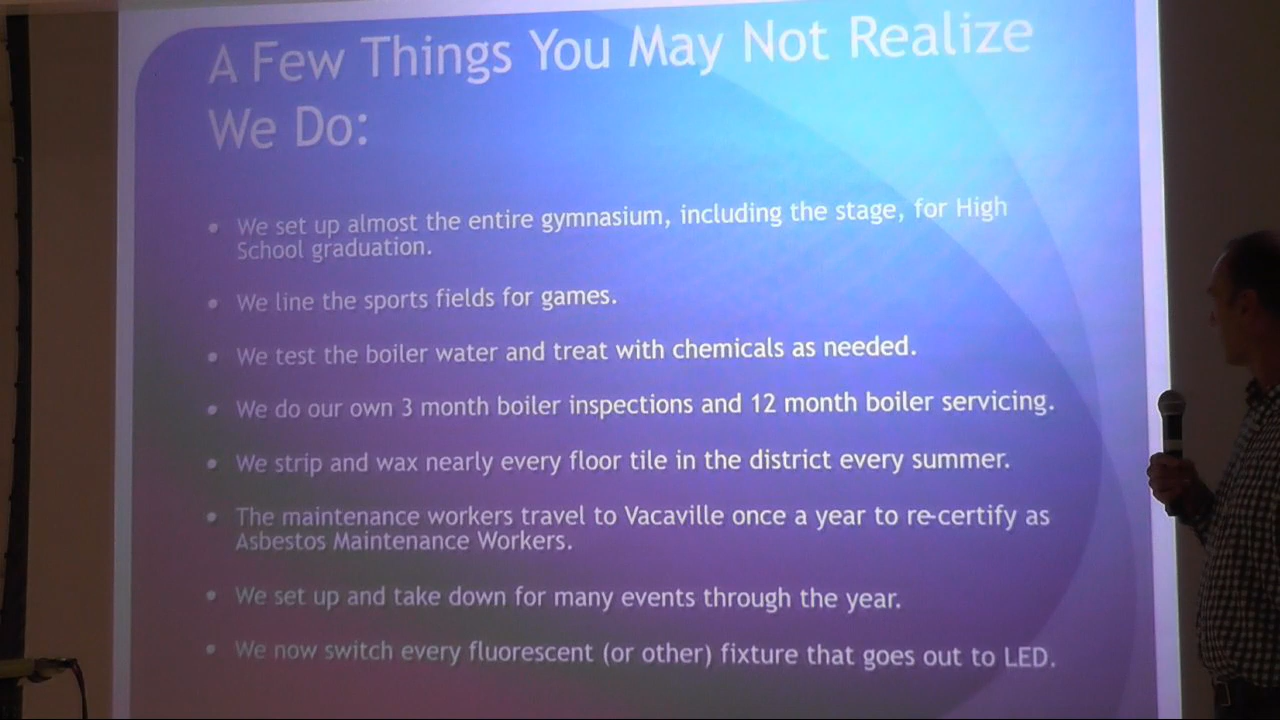 A Few Things You May Not Realize
We Do:
• We set up almost the entire gymnasium, including the stage, for High
School graduation.
• We line the sports fields for games.
• We test the boiler water and treat with chemicals as needed.
• We do our own 3 month boiler inspections and 12 month boiler servicing.
• We strip and wax nearly every floor tile in the district every summer.
• The maintenance workers travel to Vacaville once a year to re-certify as
Asbestos Maintenance Workers.
• We set up and take down for many events through the year.
• We now switch every fluorescent (or other) fixture that goes out to LED.